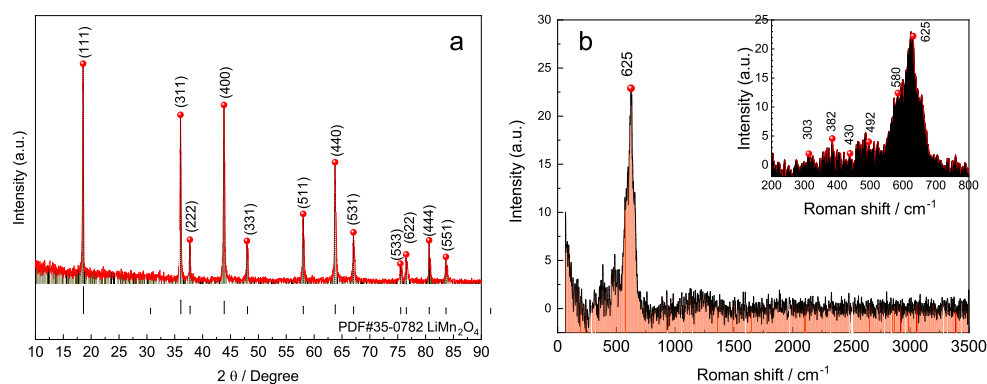 a
(111)
(311)
(222)
(400)
(331)
(511)
(440)
(531)
(533)
(622)
(444)
(551)
Intensity (a.u.)
PDF#35-0782 LiMn2O4
10 15 20 25 30 35 40 45 50 55 60 65 70 75 80 85 90
2 θ / Degree
b
625
30
25
20
15
10
5
0
Intensity (a.u.)
0 500 1000 1500 2000 2500 3000 3500
Roman shift / cm-1
25
20
15
10
5
0
Intensity (a.u.)
303
382
430
492
580
625
200 300 400 500 600 700 800
Roman shift / cm-1